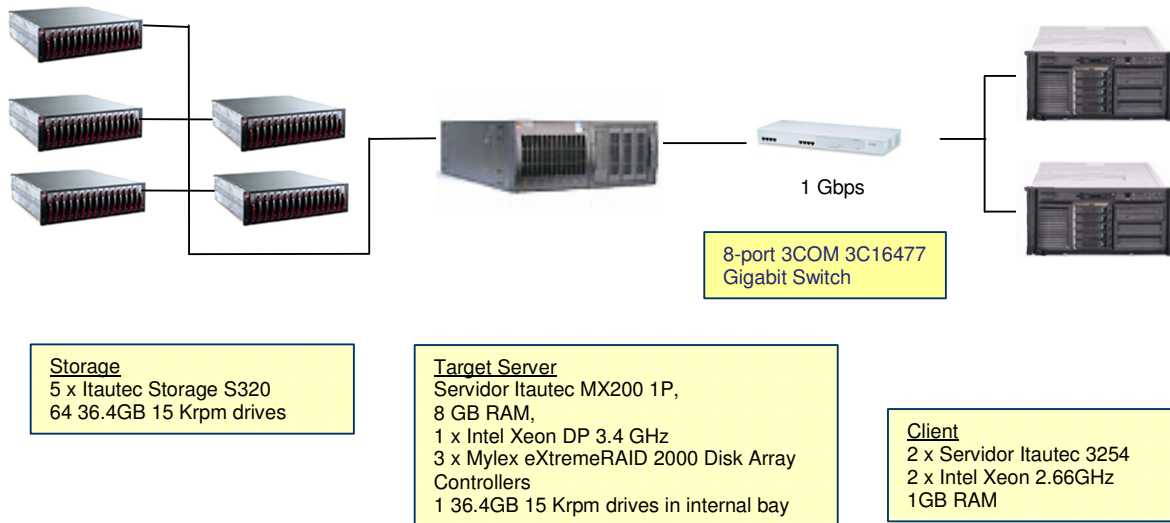 1 Gbps
8-port 3COM 3C16477
Gigabit Switch
Storage
5 x Itautec Storage S320
64 36.4GB 15 Krpm drives
Target Server
Servidor Itautec MX200 1P,
8 GB RAM,
1 x Intel Xeon DP 3.4 GHz
3 x Mylex eXtremeRAID 2000 Disk Array
Controllers
1 36.4GB 15 Krpm drives in internal bay
Client
2 x Servidor Itautec 3254
2 x Intel Xeon 2.66GHz
1GB RAM